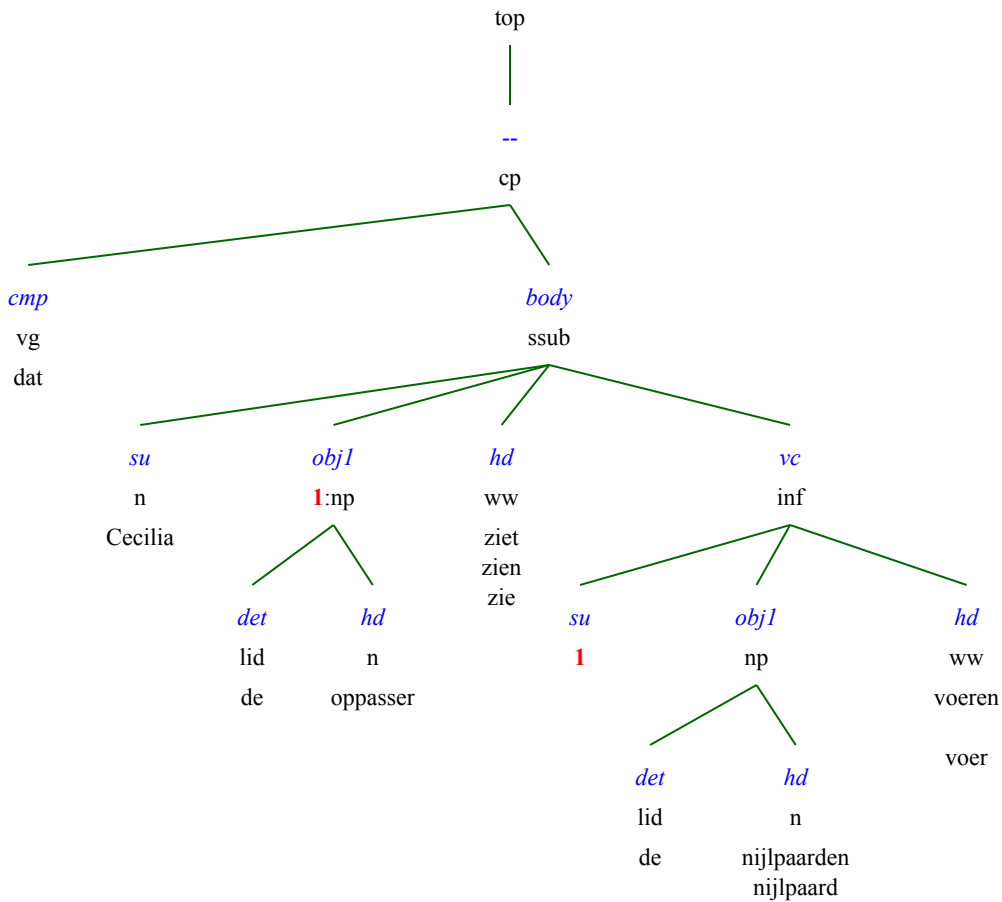 top
--
cp
cmp body
vg ssub
dat
su obj1 hd vc
n 1:np ww inf
Cecilia ziet
zien
zie
det hd su obj1 hd
lid n 1 np ww
de oppasser voeren
voer
det hd
lid n
de nijlpaarden
nijlpaard